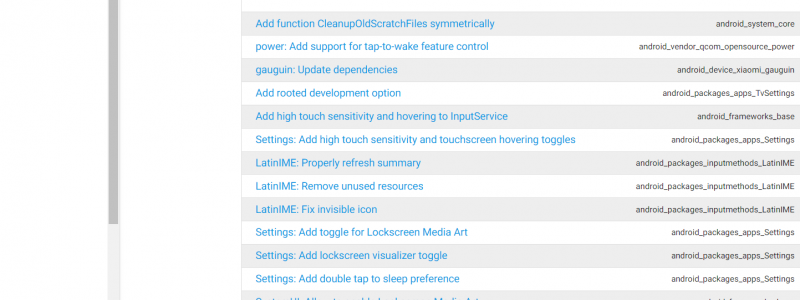 Add function CleanupOldScratchFiles symmetrically android_system_core
power: Add support for tap-to-wake feature control android_vendor_qcom_opensource_power
gauguin: Update dependencies android_device_xiaomi_gauguin
Add rooted development option android_packages_apps_TvSettings
Add high touch sensitivity and hovering to InputService android_frameworks_base
Settings: Add high touch sensitivity and touchscreen hovering toggles android_packages_apps_Settings
LatinIME: Properly refresh summary android_packages_inputmethods_LatinIME
LatinIME: Remove unused resources android_packages_inputmethods_LatinIME
LatinIME: Fix invisible icon android_packages_inputmethods_LatinIME
Settings: Add toggle for Lockscreen Media Art android_packages_apps_Settings
Settings: Add lockscreen visualizer toggle android_packages_apps_Settings
Settings: Add double tap to sleep preference android_packages_apps_Settings